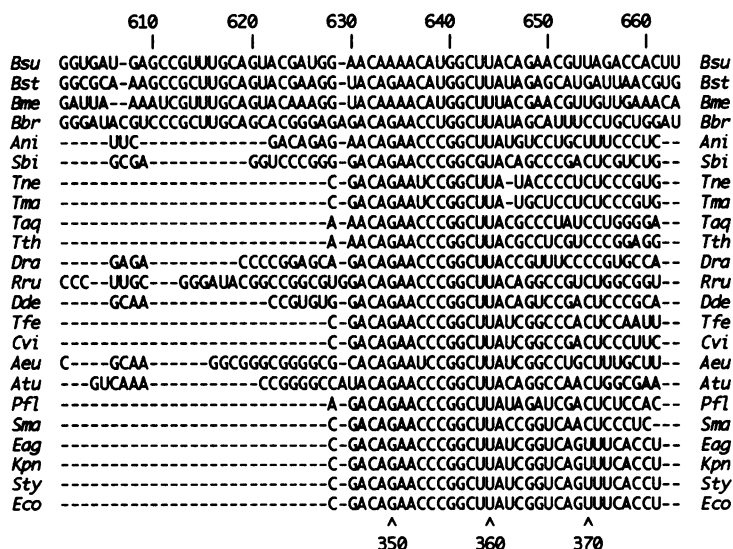 610 620 630 640 650 660
Bsu GGUGAU-GAGCCGUUUGCAGUACGAUGG-AACAAAACAUGGCUUACAGAACGUUAGACCACUU Bsu
Bst GGCGCA-AAGCCGCUUGCAGUACGAAGG-UACAGAACAUGGCUUAUAGAGCAUGAUUAACGUG Bst
Bme GAUUA--AAAUCGUUUGCAGUACAAAGG-UACAAAACAUGGCUUUACGAACGUUGUUGAAACA Bme
Bbr GGGAUACGUCCCGCUUGCAGCACGGGAGAGACAGAACCUGGCUUAUAGCAUUUCCUGCUGGAU Bbr
Ani -----UUC-------------GACAGAG-AACAGAACCCGGCUUAUGUCCUGCUUUCCCUC-- Ani
Sbi -----GCGA----------GGUCCCGGG-GACAGAACCCGGCGUACAGCCCGACUCGUCUG-- Sbi
Tne ---------------------------C-GACAGAAUCCGGCUUA-UACCCCUCUCCCGUG-- Tne
Tma ---------------------------C-GACAGAAUCCGGCUUA-UGCUCCUCUCCCGUG-- Tma
Taq ---------------------------A-AACAGAACCCGGCUUACGCCCUAUCCUGGGGA-- Taq
Tth ---------------------------A-AACAGAACCCGGCUUACGCCUCGUCCCGGAGG-- Tth
Dra -----GAGA---------CCCCGGAGCA-GACAGAACCCGGCUUACCGUUUCCCCGUGCCA-- Dra
Rru CCC--UUGC---GGGAUACGGCCGGCGUGGACAGAACCCGGCUUACAGGCCGUCUGGCGGU-- Rru
Dde -----GCAA------------CCGUGUG-GACAGAACCCGGCUUACAGUCCGACUCCCGCA-- Dde
Tfe ---------------------------C-GACAGAACCCGGCUUAUCGGCCCACUCCAAUU-- Tfe
Cvi ---------------------------C-GACAGAACCCGGCUUAUCGGCCGACUCCCUUC-- Cvi
Aeu C----GCAA------GGCGGGCGGGGCG-CACAGAAUCCGGCUUAUCGGCCUGCUUUGCUU-- Aeu
Atu ---GUCAAA-----------CCGGGGCCAUACAGAACCCGGCUUACAGGCCAACUGGCGAA-- Atu
Pfl ---------------------------A-GACAGAACCCGGCUUAUAGAUCGACUCUCCAC-- Pfl
Sma ---------------------------C-GACAGAACCCGGCUUACCGGUCAACUCCCUC--- Sma
Eag ---------------------------C-GACAGAACCCGGCUUAUCGGUCAGUUUCACCU-- Eag
Kpn ---------------------------C-GACAGAACCCGGCUUAUCGGUCAGUUUCACCU-- Kpn
Sty ---------------------------C-GACAGAACCCGGCUUAUCGGUCAGUUUCACCU-- Sty
Eco ---------------------------C-GACAGAACCCGGCUUAUCGGUCAGUUUCACCU-- Eco
^ ^ ^
350 360 370